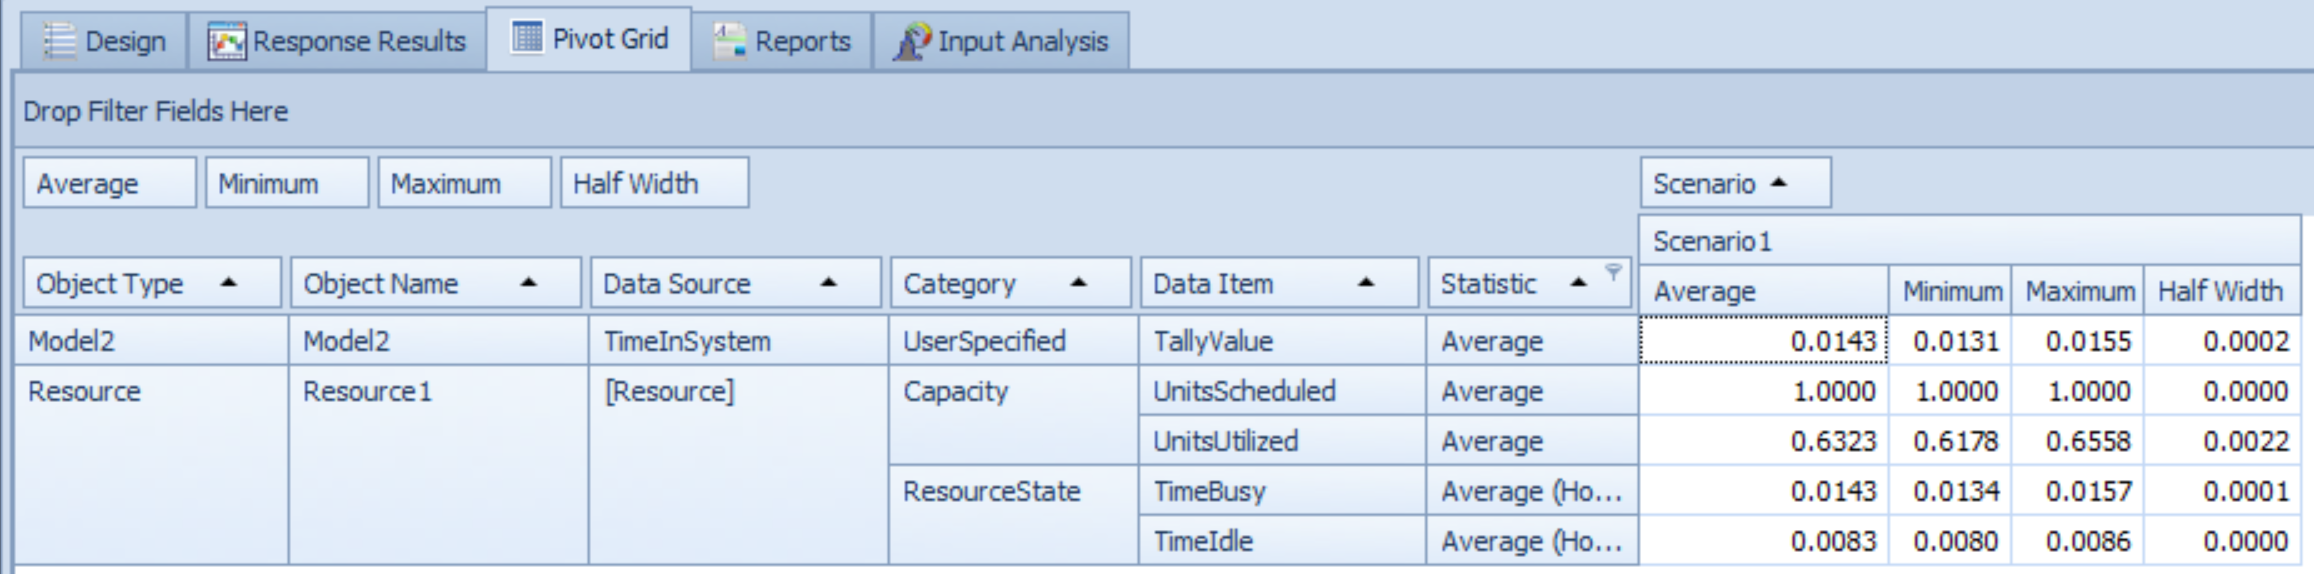 Design Response Results Pivot Grid Reports Input Analysis
Drop Filter Fields Here
Average Minimum Maximum Half Width Scenario
Scenario1
Object Type Object Name Data Source Category Data Item Statistic Average Minimum Maximum Half Width
Model2 Model2 TimeInSystem UserSpecified TallyValue Average 0.0143 0.0131 0.0155 0.0002
Resource Resource1 [Resource] Capacity UnitsScheduled Average 1.0000 1.0000 1.0000 0.0000
UnitsUtilized Average 0.6323 0.6178 0.6558 0.0022
ResourceState TimeBusy Average (Ho... 0.0143 0.0134 0.0157 0.0001
TimeIdle Average (Ho... 0.0083 0.0080 0.0086 0.0000